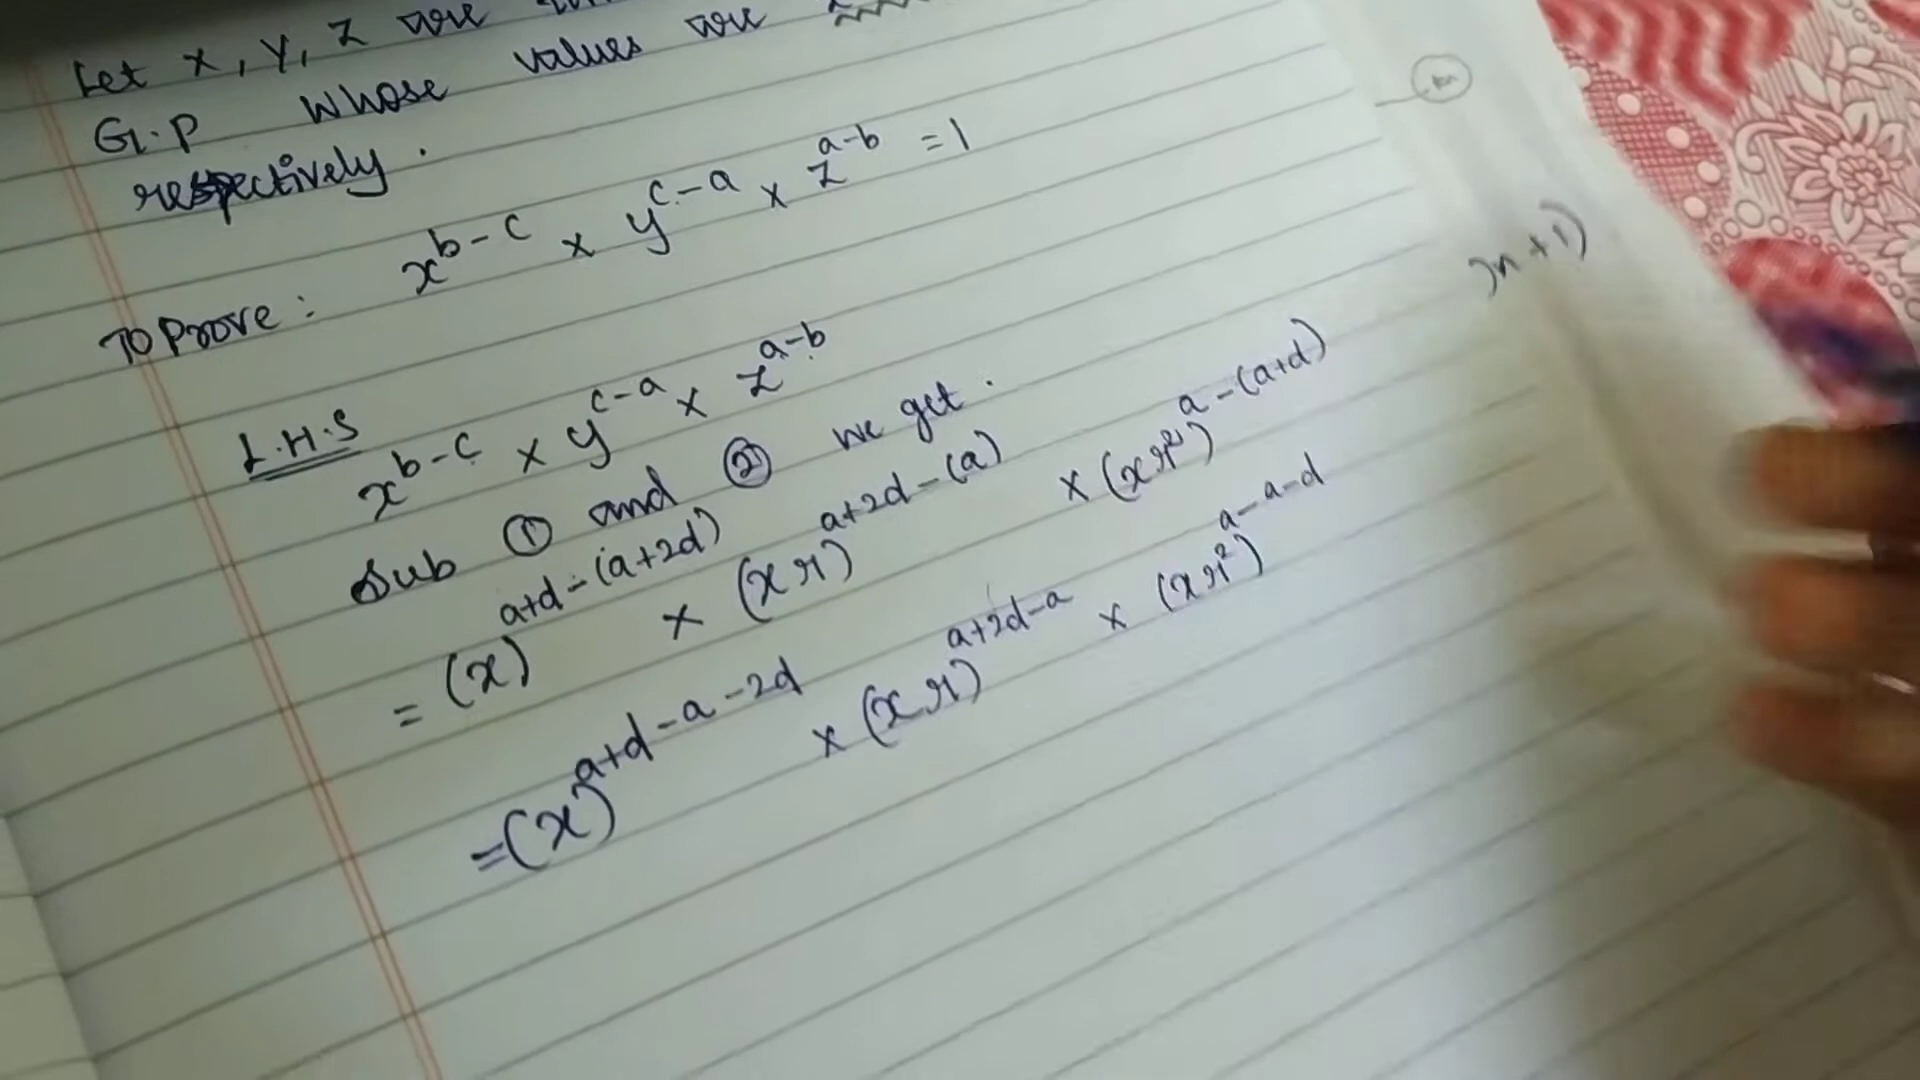 Let x, y, z are
G.P whose values are
respectively.
To Prove: x^{b-c} × y^{c-a} × z^{a-b} = 1
L.H.S
x^{b-c} × y^{c-a} × z^{a-b}
Sub ① and ② we get.
= (x)^{a+d-(a+2d)} × (xr)^{a+2d-(a)} × (xr²)^{a-(a+d)}
= (x)^{a+d-a-2d} × (xr)^{a+2d-a} × (xr²)^{a-a-d}
n+1)